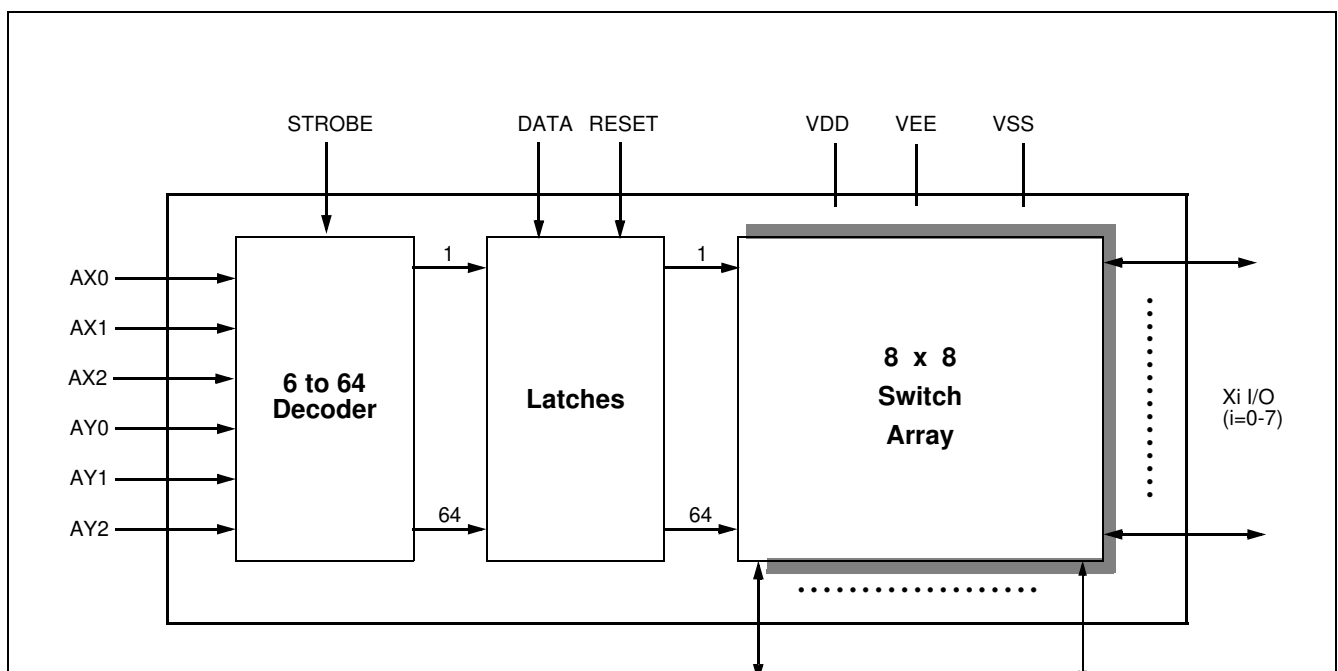 STROBE
DATA RESET
VDD VEE VSS
1
1
AX0
AX1
AX2
AY0
AY1
AY2
6 to 64
Decoder
Latches
8 x 8
Switch
Array
Xi I/O
(i=0-7)
64
64